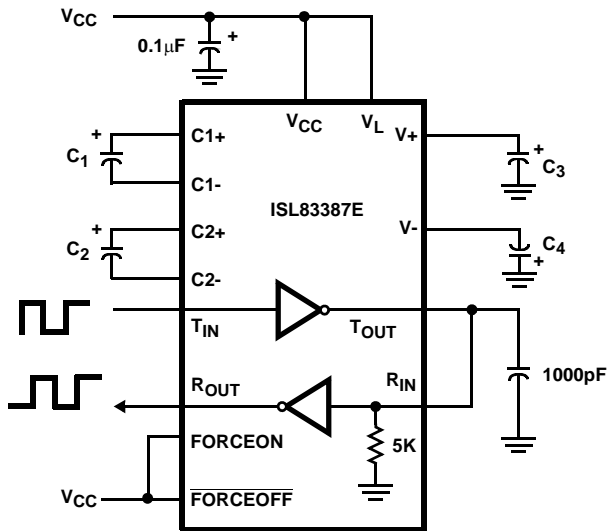 VCC
0.1μF +
VCC
VL
+
C1
C1+
C1-
V+
+
C3
ISL83387E
+
C2
C2+
C2-
V-
C4
+
TIN
TOUT
ROUT
RIN
1000pF
FORCEON
5K
VCC
FORCEOFF